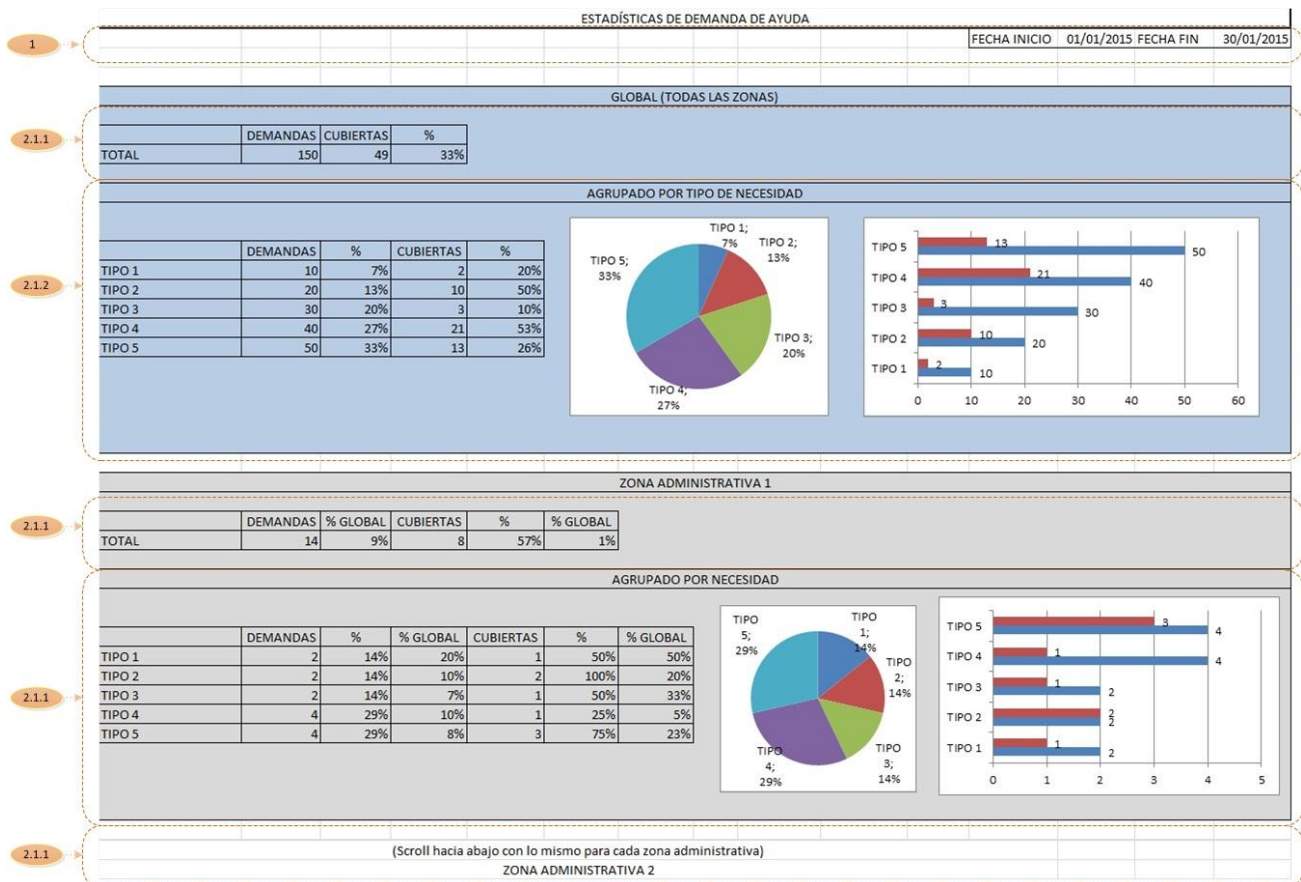 ESTADÍSTICAS DE DEMANDA DE AYUDA
1
FECHA INICIO 01/01/2015 FECHA FIN 30/01/2015
GLOBAL (TODAS LAS ZONAS)
2.1.1
DEMANDAS CUBIERTAS %
TOTAL 150 49 33%
AGRUPADO POR TIPO DE NECESIDAD
2.1.2
DEMANDAS % CUBIERTAS %
TIPO 1 10 7% 2 20%
TIPO 2 20 13% 10 50%
TIPO 3 30 20% 3 10%
TIPO 4 40 27% 21 53%
TIPO 5 50 33% 13 26%
TIPO 1;
7%
TIPO 2;
13%
TIPO 3;
20%
TIPO 4;
27%
TIPO 5;
33%
TIPO 5 13 50
TIPO 4 21 40
TIPO 3 3 30
TIPO 2 10 20
TIPO 1 2 10
0 10 20 30 40 50 60
ZONA ADMINISTRATIVA 1
2.1.1
DEMANDAS % GLOBAL CUBIERTAS % % GLOBAL
TOTAL 14 9% 8 57% 1%
AGRUPADO POR NECESIDAD
2.1.1
DEMANDAS % % GLOBAL CUBIERTAS % % GLOBAL
TIPO 1 2 14% 20% 1 50% 50%
TIPO 2 2 14% 10% 2 100% 20%
TIPO 3 2 14% 7% 1 50% 33%
TIPO 4 4 29% 10% 1 25% 5%
TIPO 5 4 29% 8% 3 75% 23%
TIPO
1;
14%
TIPO
2;
14%
TIPO
3;
14%
TIPO
4;
29%
TIPO
5;
29%
TIPO 5 3 4
TIPO 4 1 4
TIPO 3 1 2
TIPO 2 2 2
TIPO 1 1 2
0 1 2 3 4 5
2.1.1
(Scroll hacia abajo con lo mismo para cada zona administrativa)
ZONA ADMINISTRATIVA 2